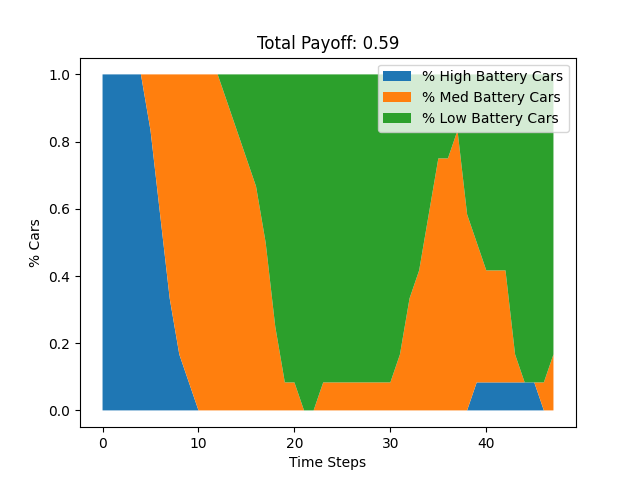 Total Payoff: 0.59
% High Battery Cars
% Med Battery Cars
% Low Battery Cars
1.0
0.8
0.6
0.4
0.2
0.0
% Cars
0 10 20 30 40
Time Steps